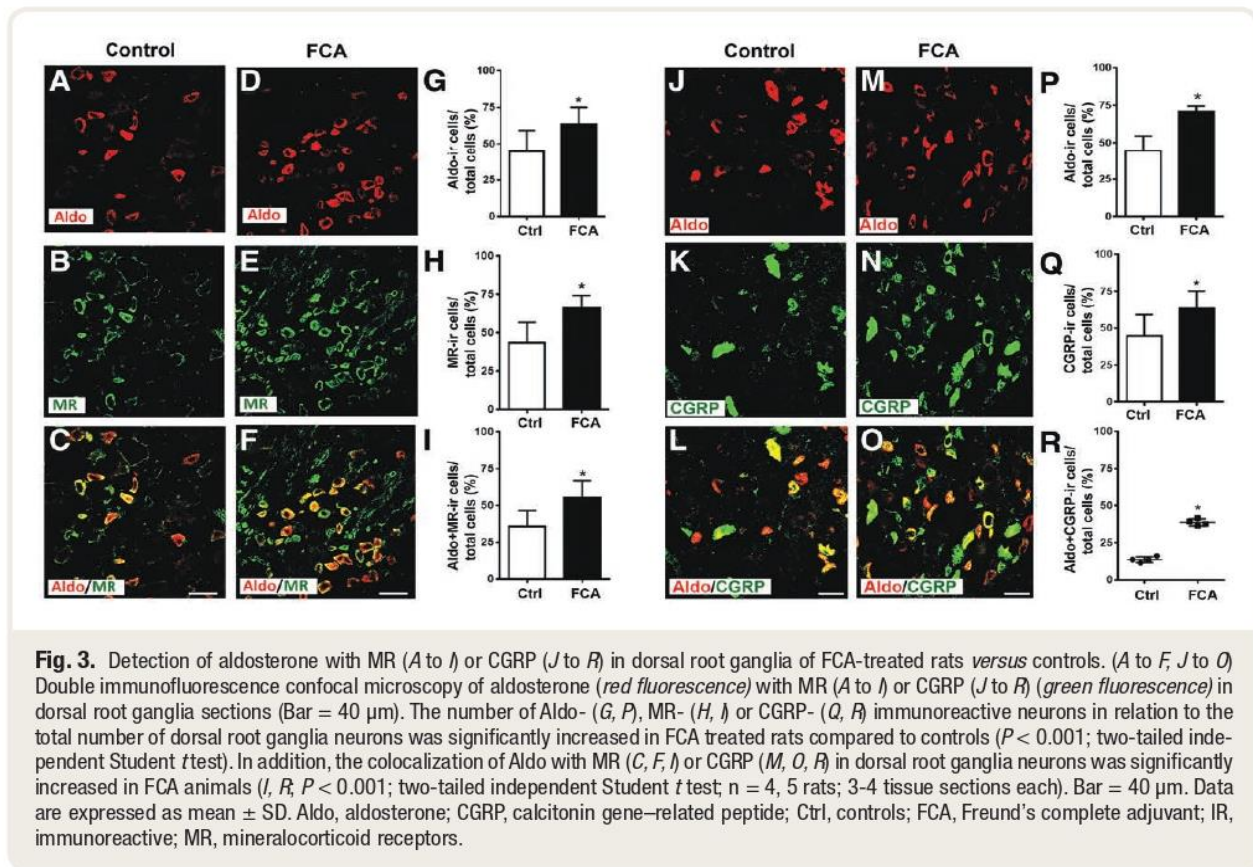 Control
FCA
A
Aldo
D
Aldo
G
Aldo-ir cells/
total cells (%)
100
75
50
25
0
*
Ctrl
FCA
B
MR
E
MR
H
MR-ir cells/
total cells (%)
100
75
50
25
0
*
Ctrl
FCA
C
Aldo/MR
F
Aldo/MR
I
Aldo+MR-ir cells/
total cells (%)
100
75
50
25
0
*
Ctrl
FCA
Control
FCA
J
Aldo
M
Aldo
P
Aldo-ir cells/
total cells (%)
100
75
50
25
0
*
Ctrl
FCA
K
CGRP
N
CGRP
Q
CGRP-ir cells/
total cells (%)
100
75
50
25
0
*
Ctrl
FCA
L
Aldo/CGRP
O
Aldo/CGRP
R
Aldo+CGRP-ir cells/
total cells (%)
100
75
50
25
0
*
Ctrl
FCA
Fig. 3. Detection of aldosterone with MR (A to I) or CGRP (J to R) in dorsal root ganglia of FCA-treated rats versus controls. (A to F, J to O)
Double immunofluorescence confocal microscopy of aldosterone (red fluorescence) with MR (A to I) or CGRP (J to R) (green fluorescence) in
dorsal root ganglia sections (Bar = 40 μm). The number of Aldo- (G, P), MR- (H, I) or CGRP- (Q, R) immunoreactive neurons in relation to the
total number of dorsal root ganglia neurons was significantly increased in FCA treated rats compared to controls (P < 0.001; two-tailed inde-
pendent Student t test). In addition, the colocalization of Aldo with MR (C, F, I) or CGRP (M, O, R) in dorsal root ganglia neurons was significantly
increased in FCA animals (I, R; P < 0.001; two-tailed independent Student t test; n = 4, 5 rats; 3-4 tissue sections each). Bar = 40 μm. Data
are expressed as mean ± SD. Aldo, aldosterone; CGRP, calcitonin gene–related peptide; Ctrl, controls; FCA, Freund's complete adjuvant; IR,
immunoreactive; MR, mineralocorticoid receptors.